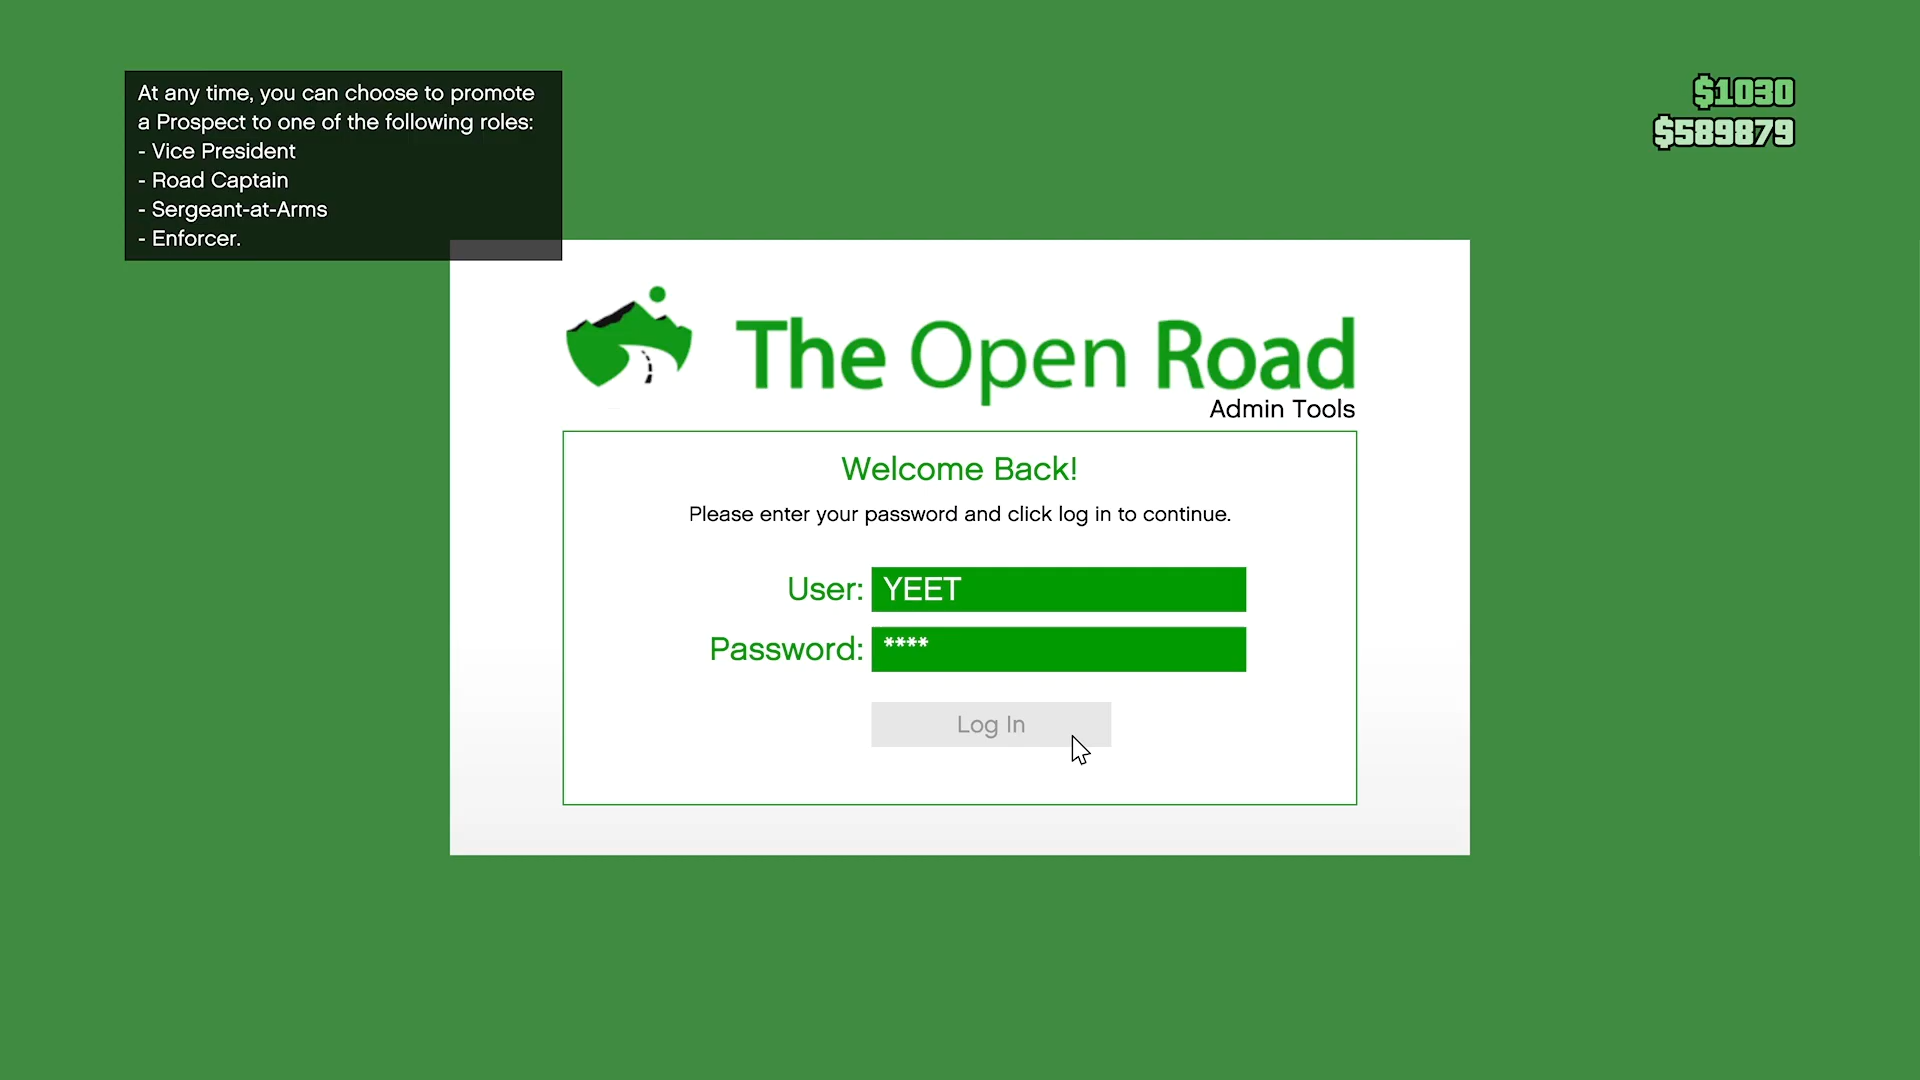 At any time, you can choose to promote
a Prospect to one of the following roles:
- Vice President
- Road Captain
- Sergeant-at-Arms
- Enforcer.
$1030
$589879
The Open Road
Admin Tools
Welcome Back!
Please enter your password and click log in to continue.
User: YEET
Password: ****
Log In